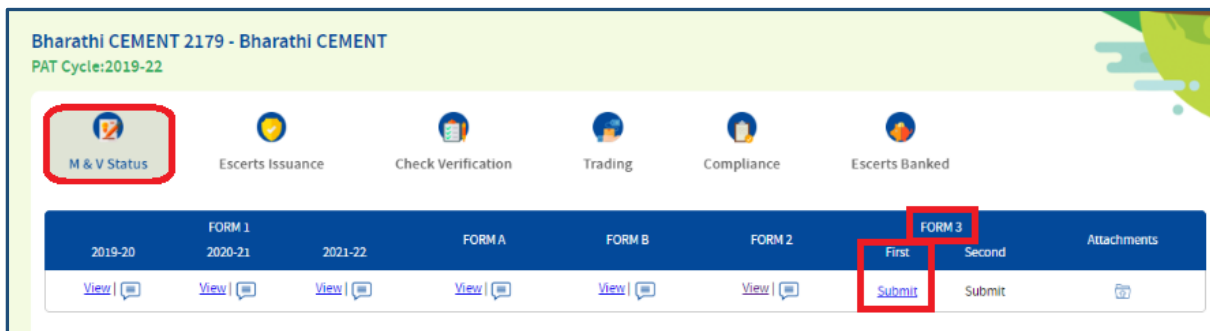 Bharathi CEMENT 2179 - Bharathi CEMENT
PAT Cycle:2019-22
M & V Status Escerts Issuance Check Verification Trading Compliance Escerts Banked
FORM 1 FORM 3
FORM A FORM B FORM 2 Attachments
2019-20 2020-21 2021-22 First Second
View | View | View | View | View | View | Submit Submit